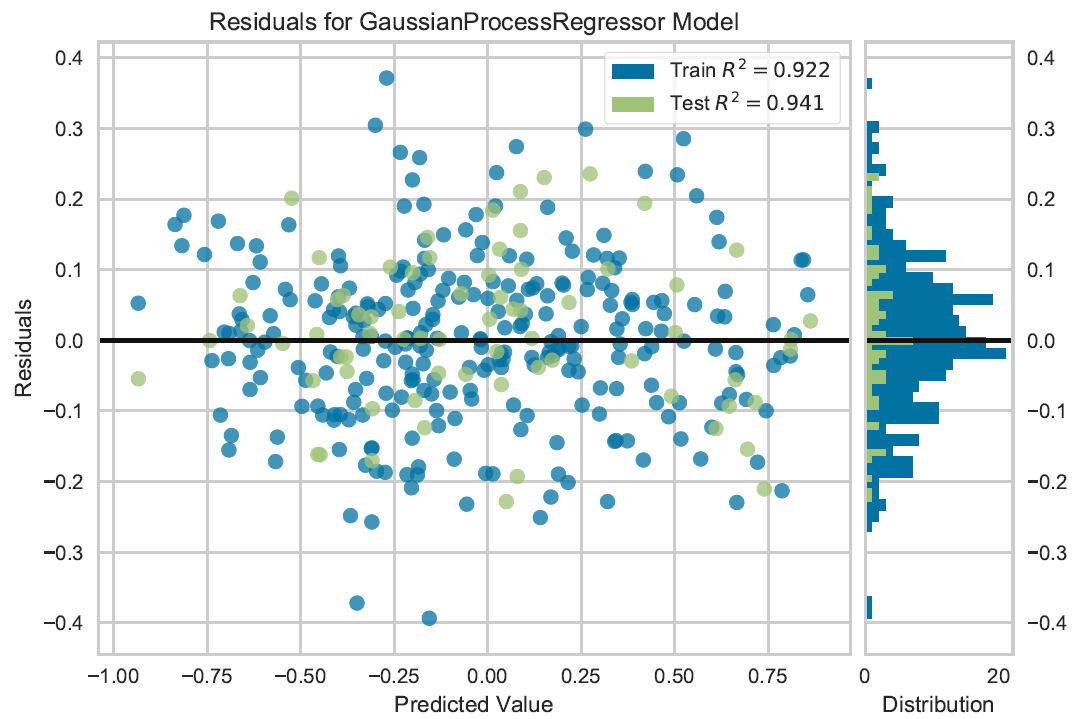 Residuals for GaussianProcessRegressor Model
Train R² = 0.922
Test R² = 0.941
Residuals
0.4
0.3
0.2
0.1
0.0
−0.1
−0.2
−0.3
−0.4
−1.00 −0.75 −0.50 −0.25 0.00 0.25 0.50 0.75
Predicted Value
0.4
0.3
0.2
0.1
0.0
−0.1
−0.2
−0.3
−0.4
0 20
Distribution